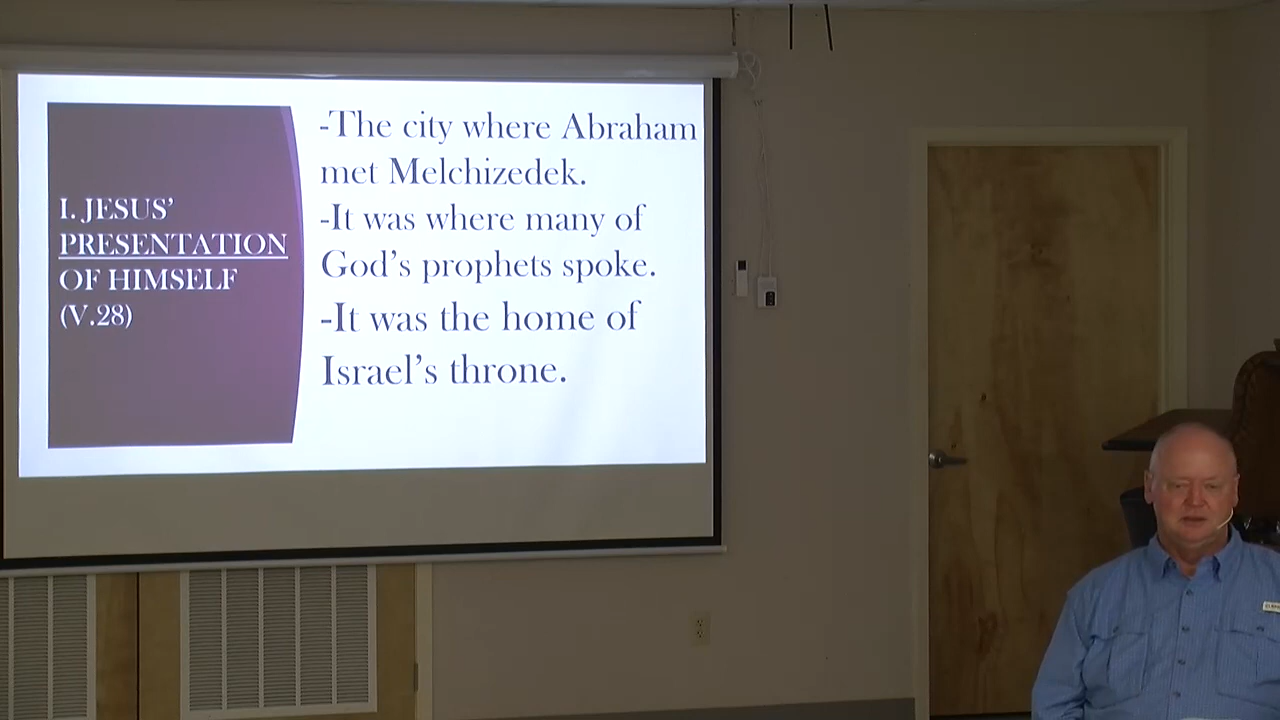 I. JESUS’
PRESENTATION
OF HIMSELF
(V.28)
-The city where Abraham
met Melchizedek.
-It was where many of
God’s prophets spoke.
-It was the home of
Israel’s throne.